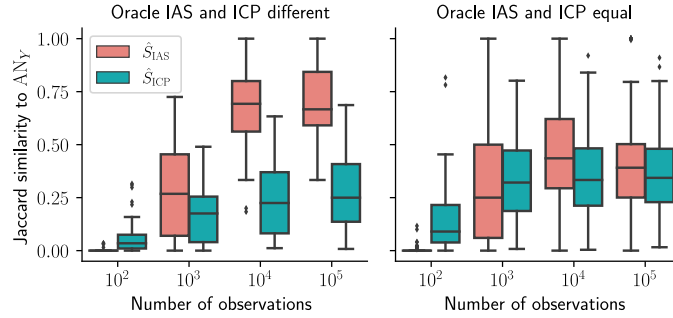 Oracle IAS and ICP different
Oracle IAS and ICP equal
Jaccard similarity to AN_Y
1.00
0.75
0.50
0.25
0.00
Ŝ_IAS
Ŝ_ICP
10^2 10^3 10^4 10^5
10^2 10^3 10^4 10^5
Number of observations
Number of observations